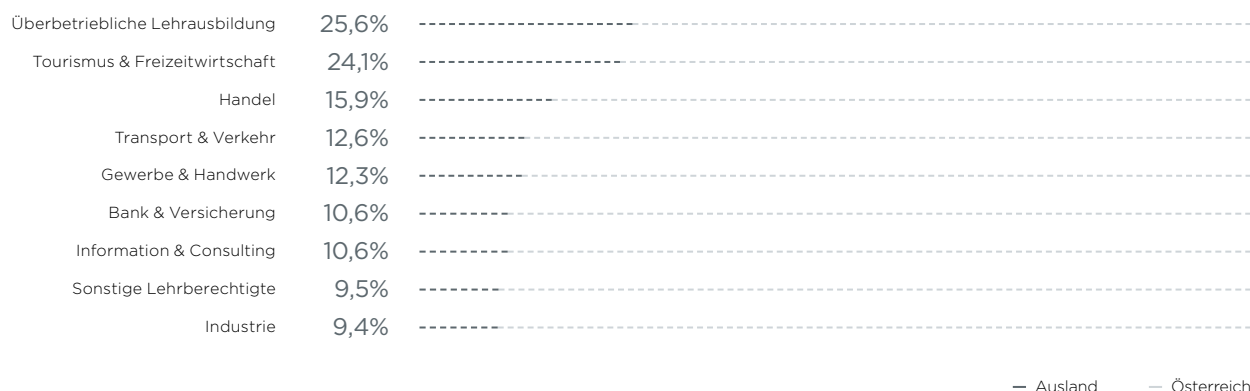 Überbetriebliche Lehrausbildung 25,6%
Tourismus & Freizeitwirtschaft 24,1%
Handel 15,9%
Transport & Verkehr 12,6%
Gewerbe & Handwerk 12,3%
Bank & Versicherung 10,6%
Information & Consulting 10,6%
Sonstige Lehrberechtigte 9,5%
Industrie 9,4%
Ausland Österreich